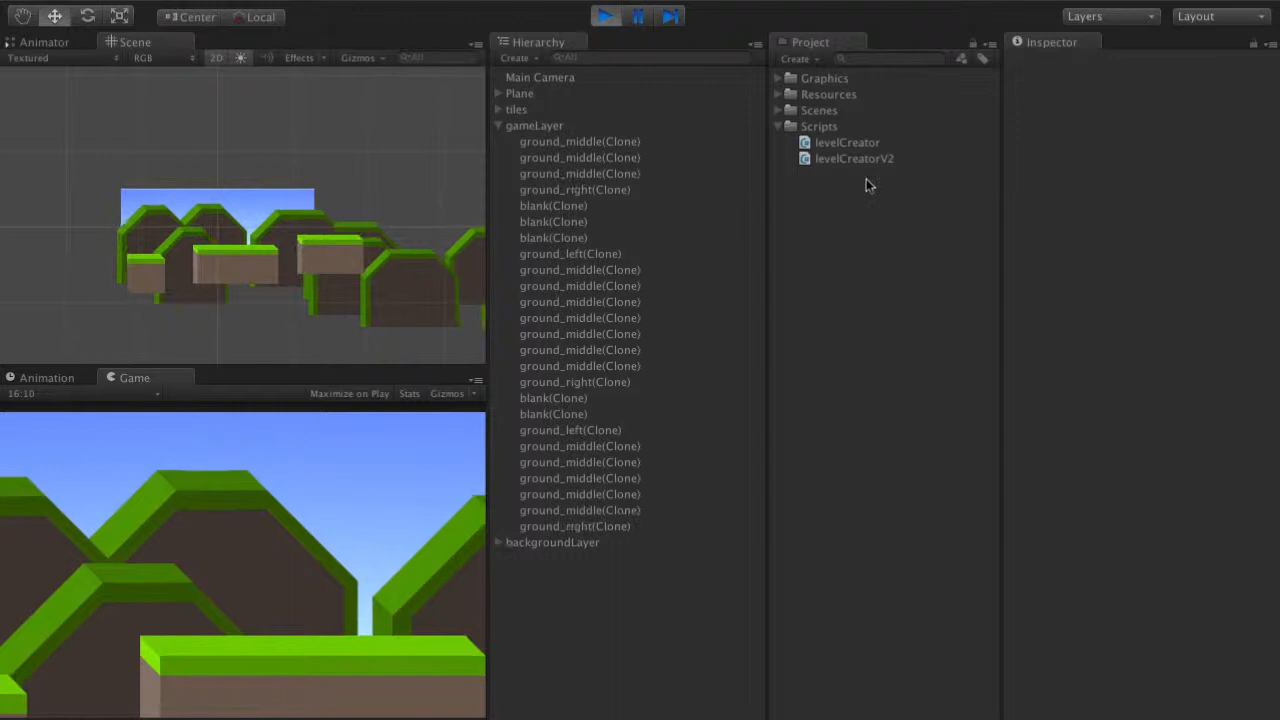 Center Local Layers Layout
Animator Scene
Textured RGB 2D Effects Gizmos All
Hierarchy
Create All
Main Camera
Plane
tiles
gameLayer
ground_middle(Clone)
ground_middle(Clone)
ground_middle(Clone)
ground_right(Clone)
blank(Clone)
blank(Clone)
blank(Clone)
ground_left(Clone)
ground_middle(Clone)
ground_middle(Clone)
ground_middle(Clone)
ground_middle(Clone)
ground_middle(Clone)
ground_middle(Clone)
ground_middle(Clone)
ground_right(Clone)
blank(Clone)
blank(Clone)
ground_left(Clone)
ground_middle(Clone)
ground_middle(Clone)
ground_middle(Clone)
ground_middle(Clone)
ground_middle(Clone)
ground_right(Clone)
backgroundLayer
Project
Create
Graphics
Resources
Scenes
Scripts
levelCreator
levelCreatorV2
Inspector
Animation Game
16:10 Maximize on Play Stats Gizmos